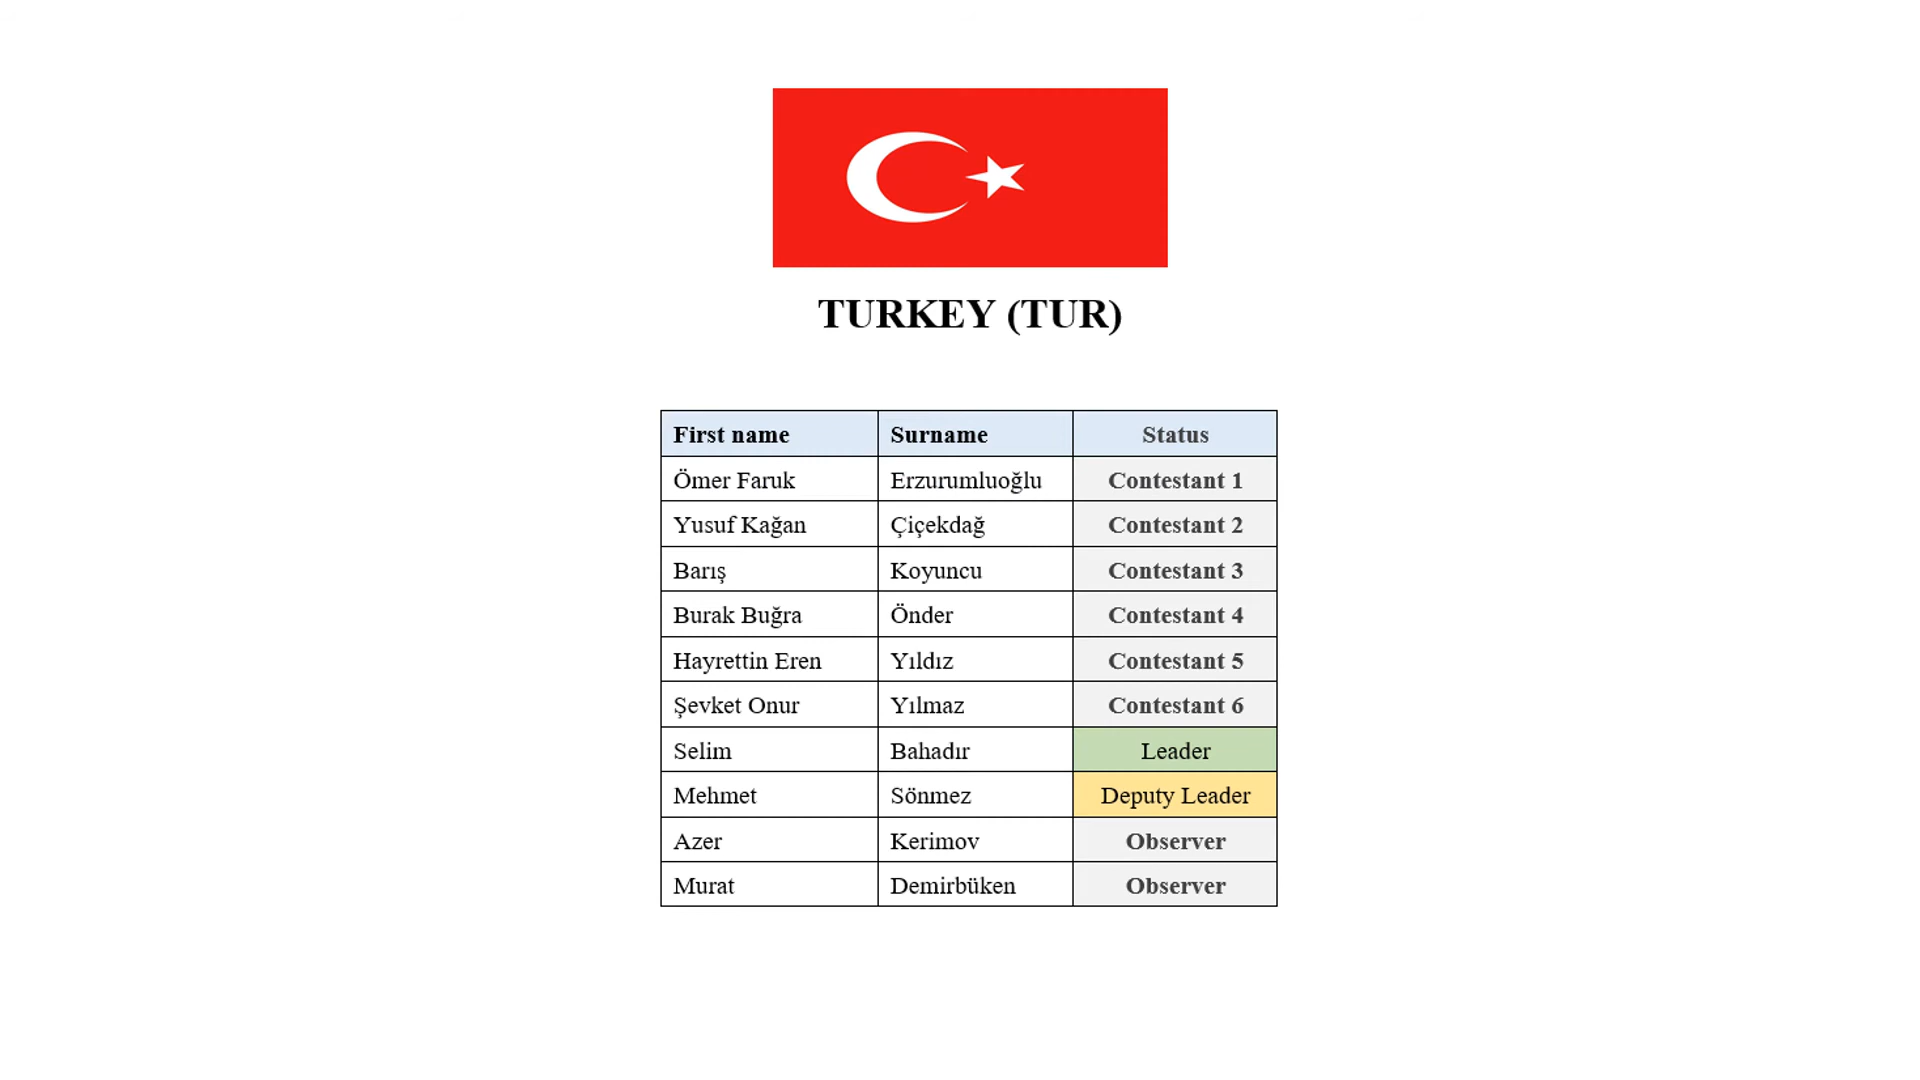 TURKEY (TUR)
First name Surname Status
Ömer Faruk Erzurumluoğlu Contestant 1
Yusuf Kağan Çiçekdağ Contestant 2
Barış Koyuncu Contestant 3
Burak Buğra Önder Contestant 4
Hayrettin Eren Yıldız Contestant 5
Şevket Onur Yılmaz Contestant 6
Selim Bahadır Leader
Mehmet Sönmez Deputy Leader
Azer Kerimov Observer
Murat Demirbüken Observer